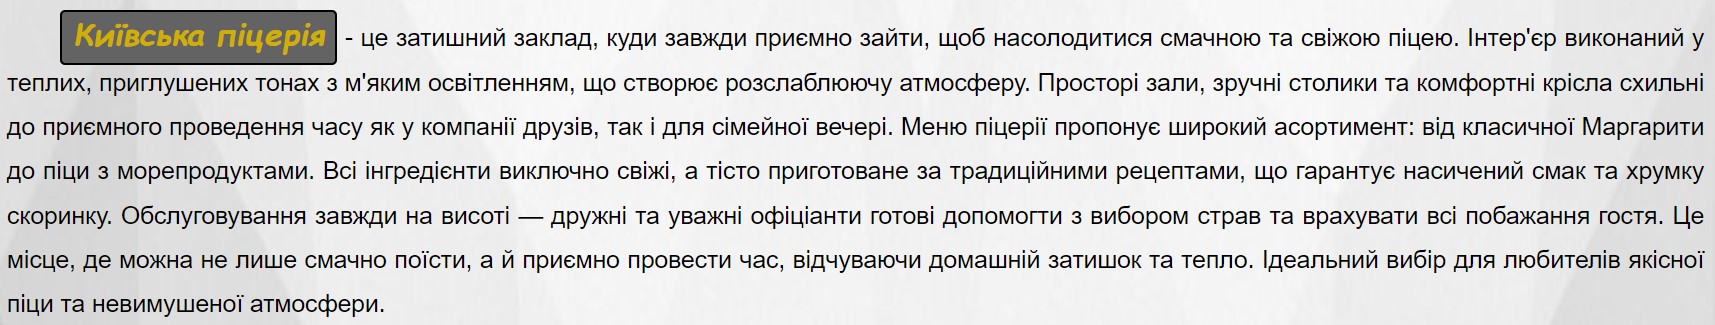 Київська піцерія - це затишний заклад, куди завжди приємно зайти, щоб насолодитися смачною та свіжою піцею. Інтер'єр виконаний у
теплих, приглушених тонах з м'яким освітленням, що створює розслаблюючу атмосферу. Просторі зали, зручні столики та комфортні крісла схильні
до приємного проведення часу як у компанії друзів, так і для сімейної вечері. Меню піцерії пропонує широкий асортимент: від класичної Маргарити
до піци з морепродуктами. Всі інгредієнти виключно свіжі, а тісто приготоване за традиційними рецептами, що гарантує насичений смак та хрумку
скоринку. Обслуговування завжди на висоті — дружні та уважні офіціанти готові допомогти з вибором страв та врахувати всі побажання гостя. Це
місце, де можна не лише смачно поїсти, а й приємно провести час, відчуваючи домашній затишок та тепло. Ідеальний вибір для любителів якісної
піци та невимушеної атмосфери.